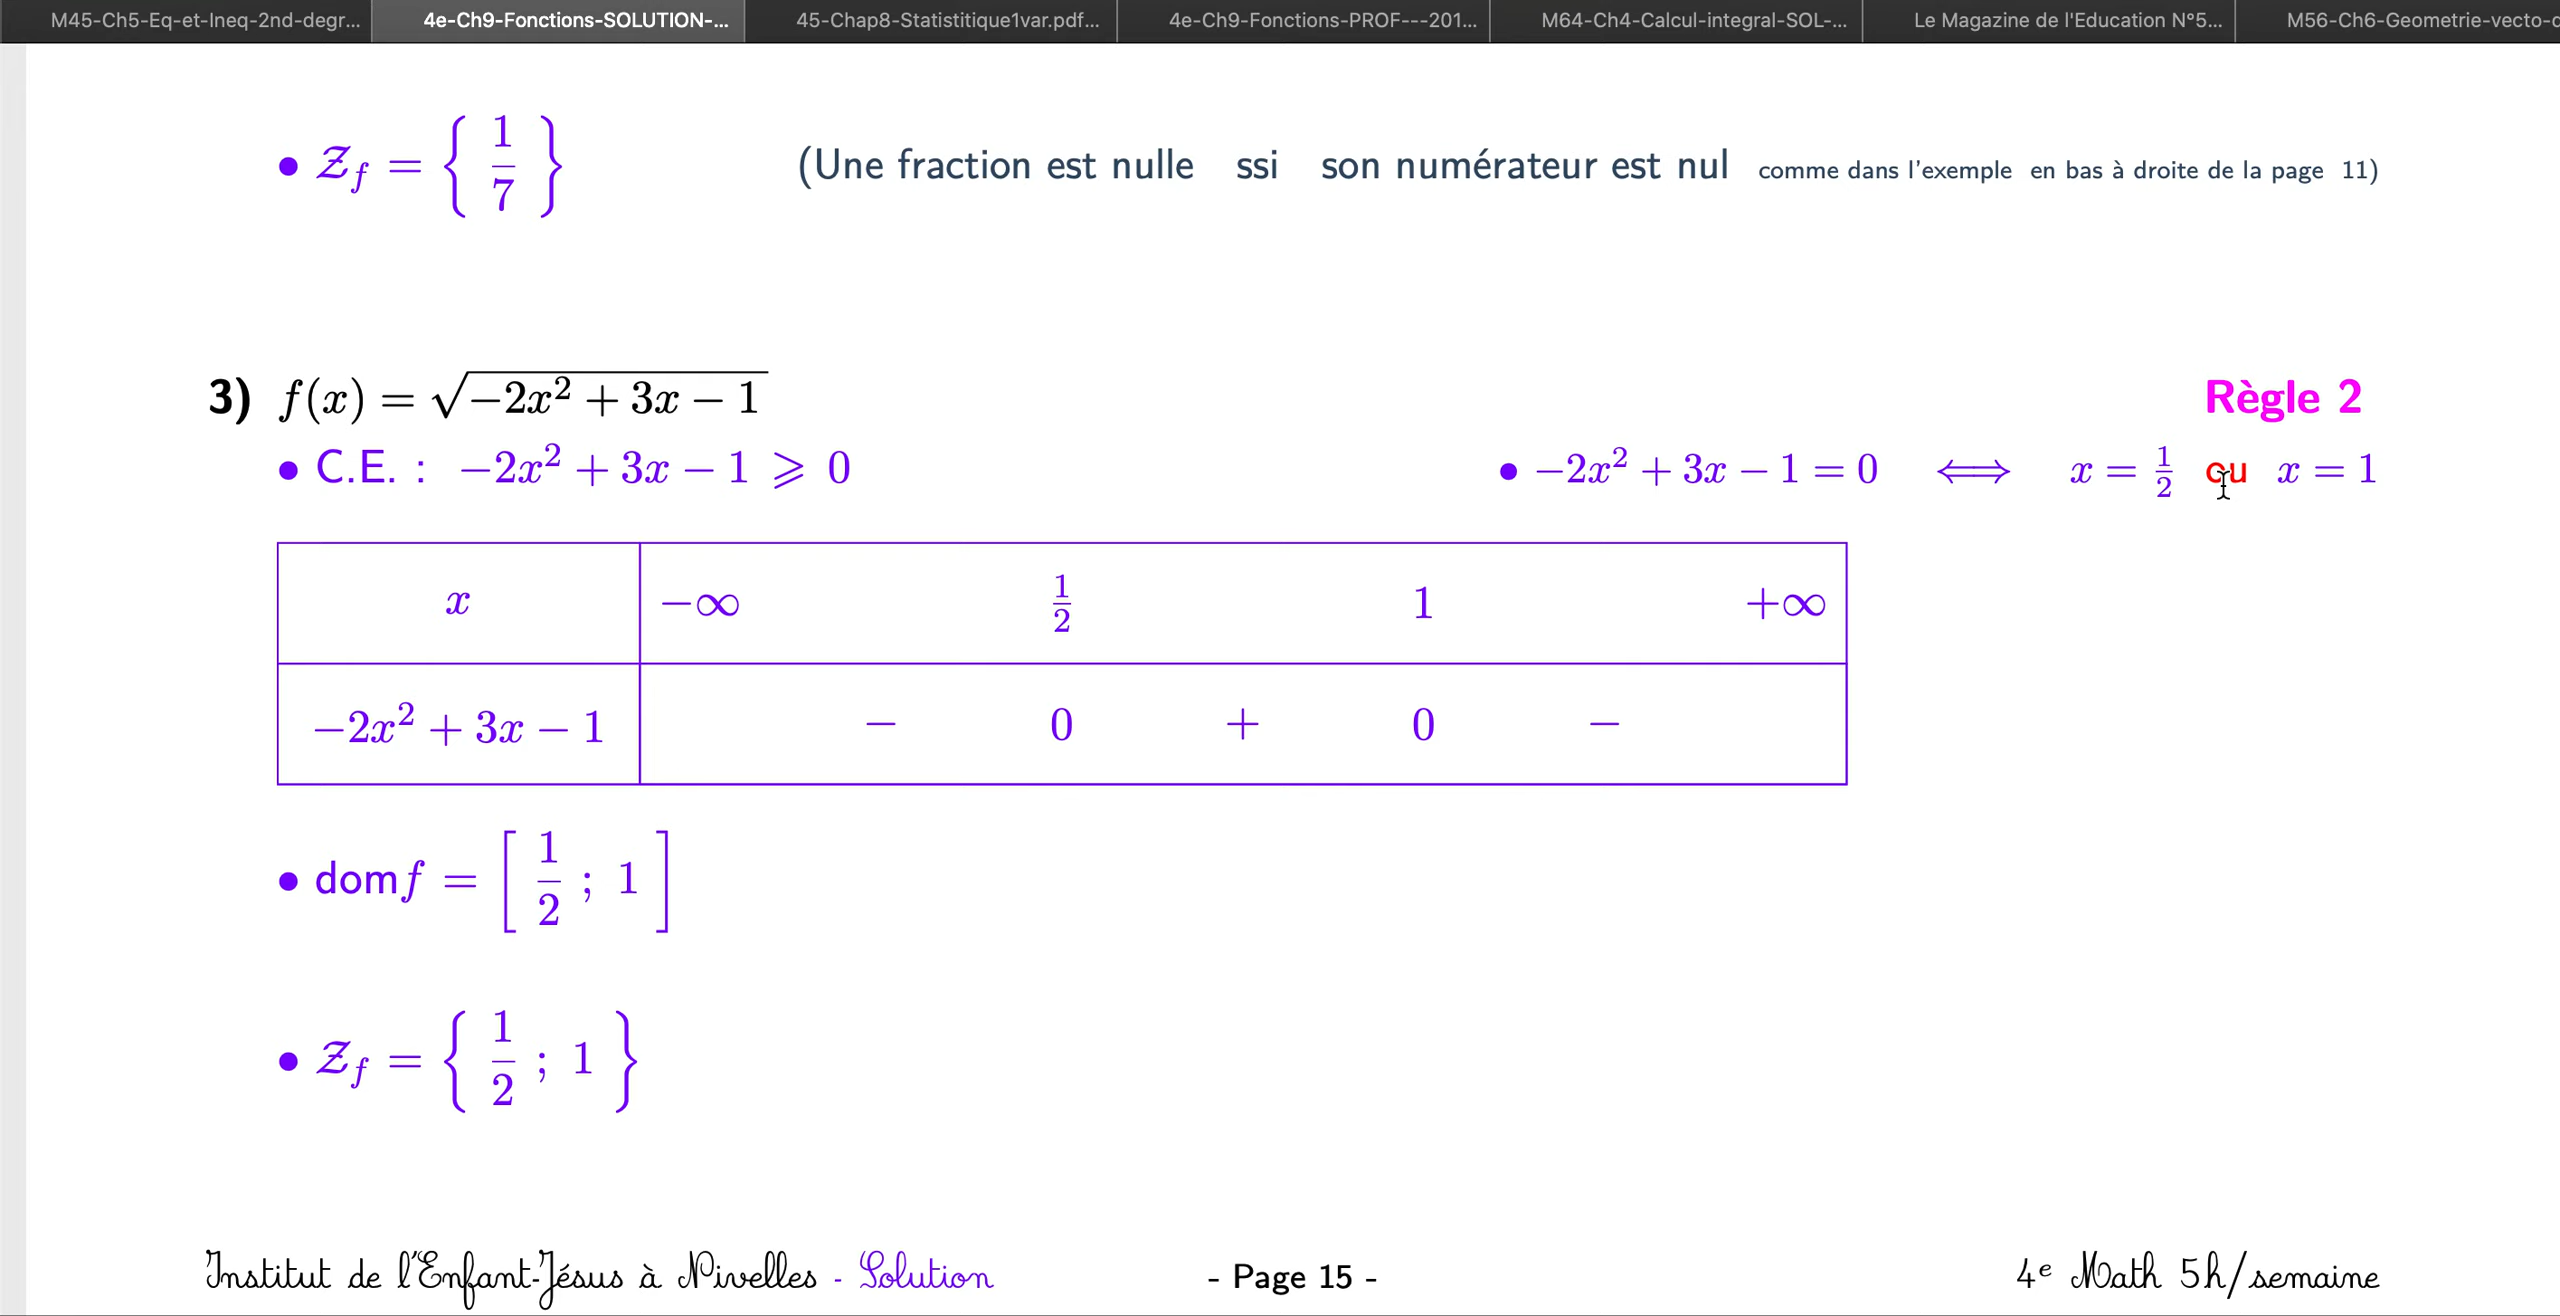 M45-Ch5-Eq-et-Ineq-2nd-degr... 4e-Ch9-Fonctions-SOLUTION-... 45-Chap8-Statistitique1var.pdf... 4e-Ch9-Fonctions-PROF---201... M64-Ch4-Calcul-integral-SOL-... Le Magazine de l'Education N°5... M56-Ch6-Geometrie-vecto-c
• 𝒵f = { 1/7 } (Une fraction est nulle ssi son numérateur est nul comme dans l'exemple en bas à droite de la page 11)
3) f(x) = √(−2x² + 3x − 1) Règle 2
• C.E. : −2x² + 3x − 1 ⩾ 0 • −2x² + 3x − 1 = 0 ⟺ x = 1/2 ou x = 1
x −∞ 1/2 1 +∞
−2x² + 3x − 1 − 0 + 0 −
• domf = [ 1/2 ; 1 ]
• 𝒵f = { 1/2 ; 1 }
Institut de l'Enfant-Jésus à Nivelles - Solution - Page 15 - 4e Math 5h/semaine